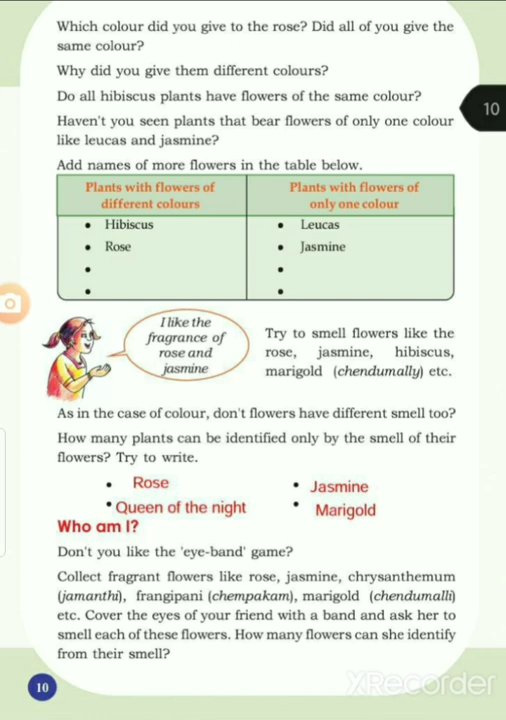 Which colour did you give to the rose? Did all of you give the
same colour?
Why did you give them different colours?
Do all hibiscus plants have flowers of the same colour?
Haven't you seen plants that bear flowers of only one colour
like leucas and jasmine?
10
Add names of more flowers in the table below.
Plants with flowers of
different colours
Plants with flowers of
only one colour
• Hibiscus
• Leucas
• Rose
• Jasmine
•
•
•
•
I like the
fragrance of
rose and
jasmine
Try to smell flowers like the
rose, jasmine, hibiscus,
marigold (chendumally) etc.
As in the case of colour, don't flowers have different smell too?
How many plants can be identified only by the smell of their
flowers? Try to write.
• Rose
• Jasmine
• Queen of the night
• Marigold
Who am I?
Don't you like the 'eye-band' game?
Collect fragrant flowers like rose, jasmine, chrysanthemum
(jamanthi), frangipani (chempakam), marigold (chendumalli)
etc. Cover the eyes of your friend with a band and ask her to
smell each of these flowers. How many flowers can she identify
from their smell?
10
XRecorder